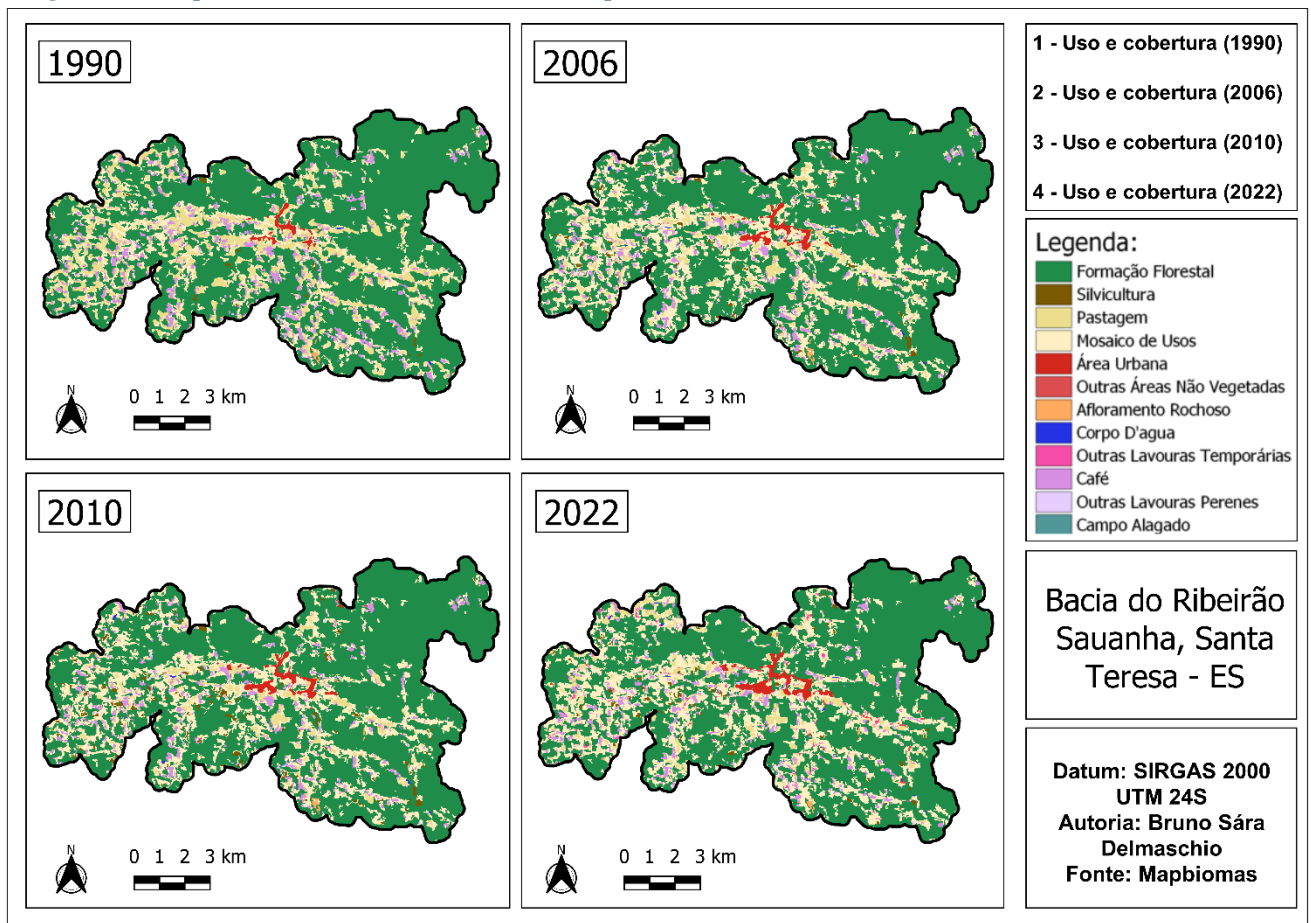 1990
N
0 1 2 3 km
2006
N
0 1 2 3 km
2010
N
0 1 2 3 km
2022
N
0 1 2 3 km
1 - Uso e cobertura (1990)
2 - Uso e cobertura (2006)
3 - Uso e cobertura (2010)
4 - Uso e cobertura (2022)
Legenda:
Formação Florestal
Silvicultura
Pastagem
Mosaico de Usos
Área Urbana
Outras Áreas Não Vegetadas
Afloramento Rochoso
Corpo D'agua
Outras Lavouras Temporárias
Café
Outras Lavouras Perenes
Campo Alagado
Bacia do Ribeirão
Sauanha, Santa
Teresa - ES
Datum: SIRGAS 2000
UTM 24S
Autoria: Bruno Sára
Delmaschio
Fonte: Mapbiomas